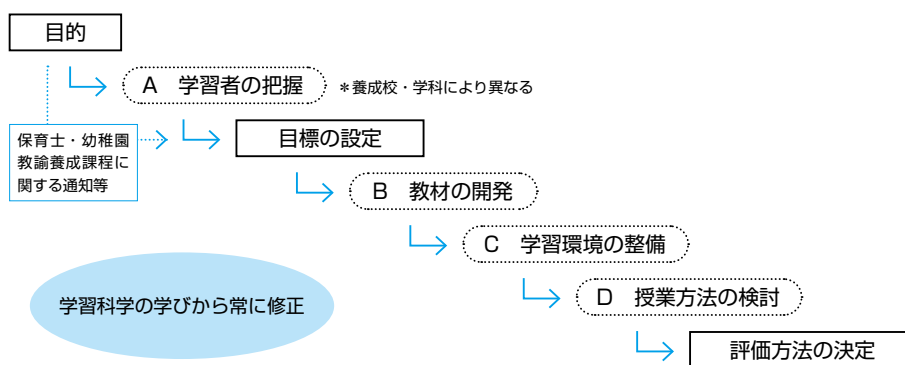 目的
A 学習者の把握 *養成校・学科により異なる
保育士・幼稚園
教諭養成課程に
関する通知等
目標の設定
B 教材の開発
C 学習環境の整備
D 授業方法の検討
学習科学の学びから常に修正
評価方法の決定